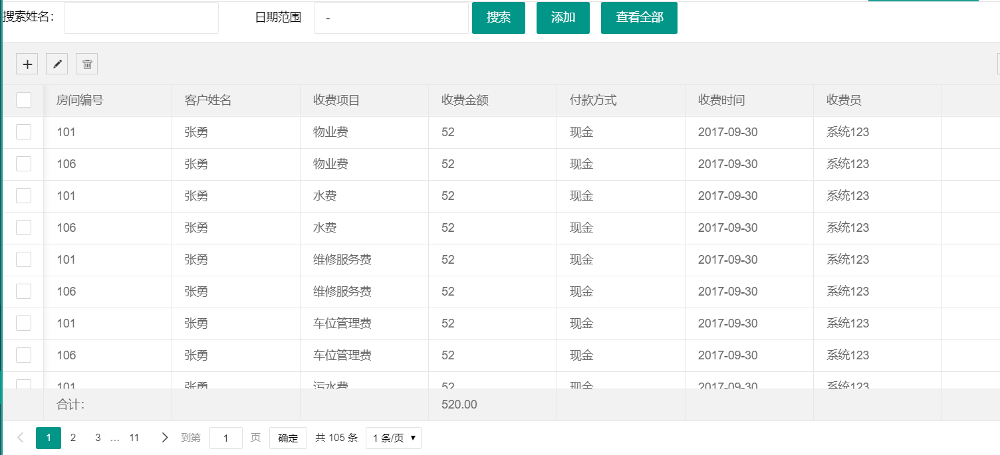 搜索姓名： 日期范围 - 搜索 添加 查看全部
房间编号 客户姓名 收费项目 收费金额 付款方式 收费时间 收费员
101 张勇 物业费 52 现金 2017-09-30 系统123
106 张勇 物业费 52 现金 2017-09-30 系统123
101 张勇 水费 52 现金 2017-09-30 系统123
106 张勇 水费 52 现金 2017-09-30 系统123
101 张勇 维修服务费 52 现金 2017-09-30 系统123
106 张勇 维修服务费 52 现金 2017-09-30 系统123
101 张勇 车位管理费 52 现金 2017-09-30 系统123
106 张勇 车位管理费 52 现金 2017-09-30 系统123
101 张勇 污水费 52 现金 2017-09-30 系统123
合计： 520.00
1 2 3 … 11 到第 1 页 确定 共 105 条 1 条/页